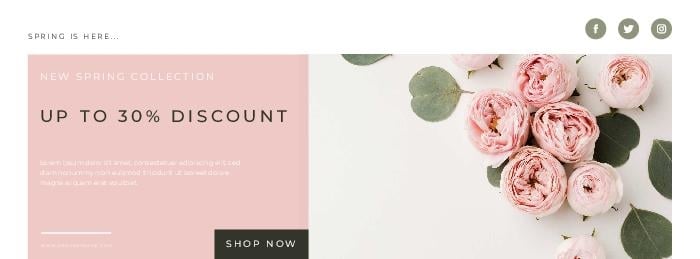 SPRING IS HERE...
NEW SPRING COLLECTION
UP TO 30% DISCOUNT
Lorem ipsum dolor sit amet, consectetuer adipiscing elit, sed
diam nonummy nibh euismod tincidunt ut laoreet dolore
magna aliquam erat volutpat.
SHOP NOW